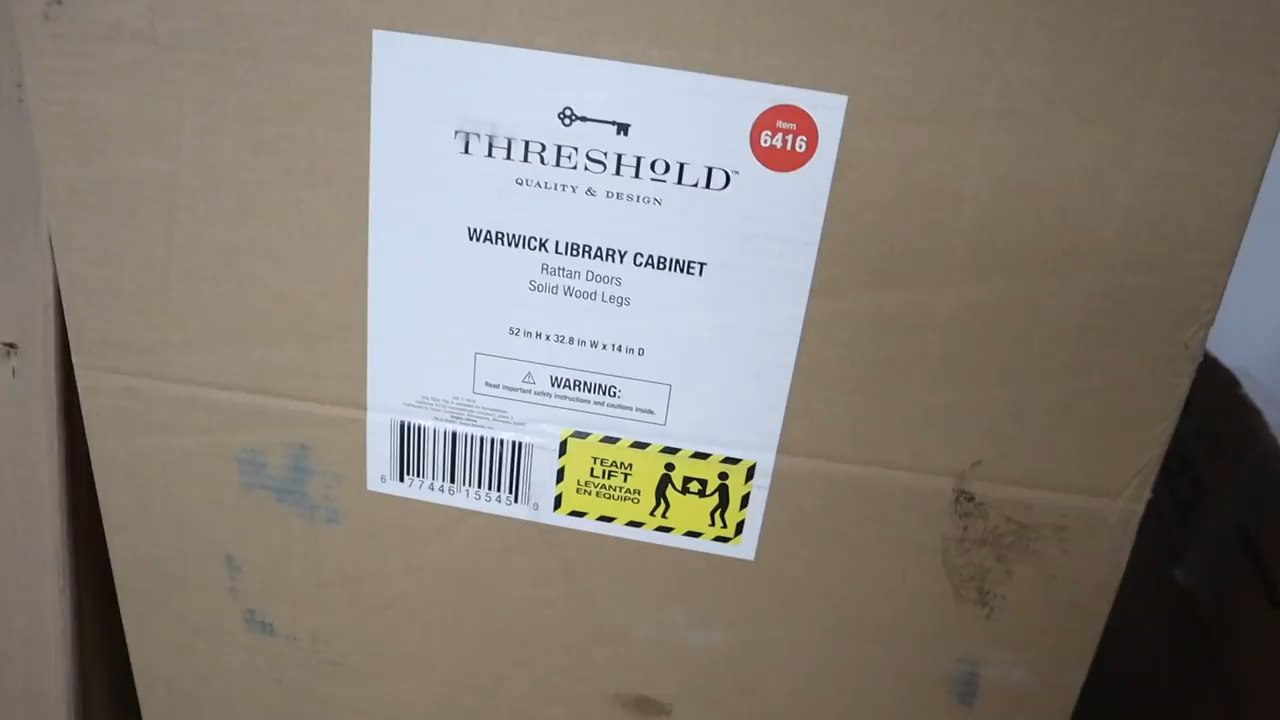 item
6416
THRESHOLD™
QUALITY & DESIGN
WARWICK LIBRARY CABINET
Rattan Doors
Solid Wood Legs
52 in H x 32.8 in W x 14 in D
WARNING:
Read important safety instructions and cautions inside.
6 77446 15545 0
TEAM
LIFT
LEVANTAR
EN EQUIPO